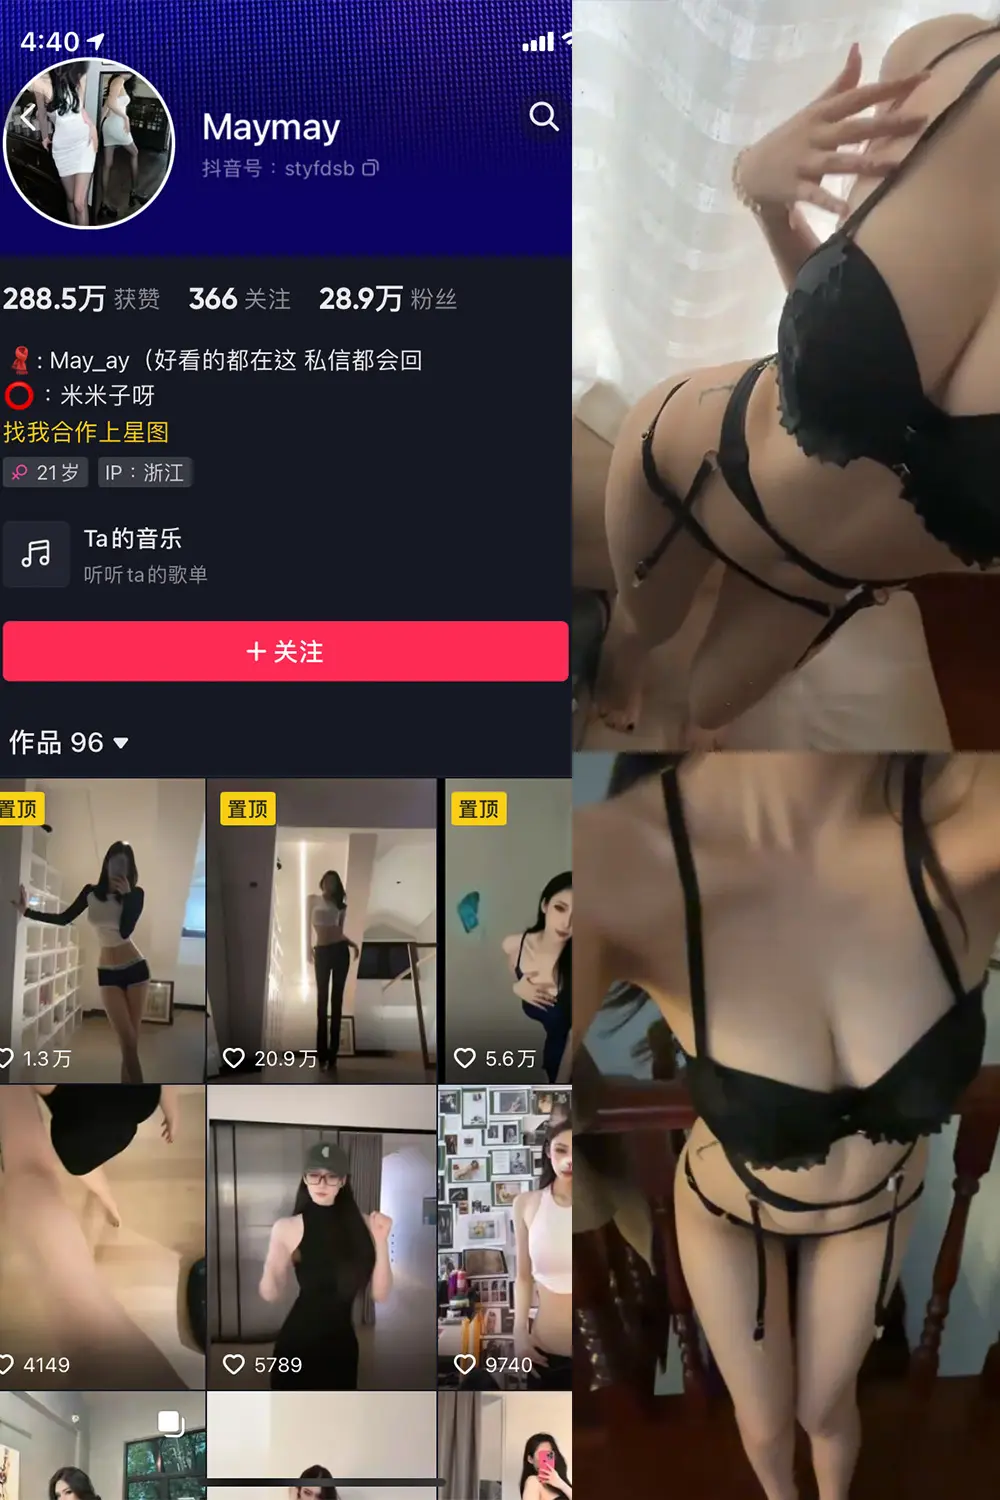 4:40
Maymay
抖音号：styfdsb
288.5万 获赞 366 关注 28.9万 粉丝
🧣: May_ay（好看的都在这 私信都会回
⭕：米米子呀
找我合作上星图
21岁 IP：浙江
Ta的音乐
听听ta的歌单
+ 关注
作品 96
置顶 置顶 置顶
1.3万 20.9万 5.6万
4149 5789 9740